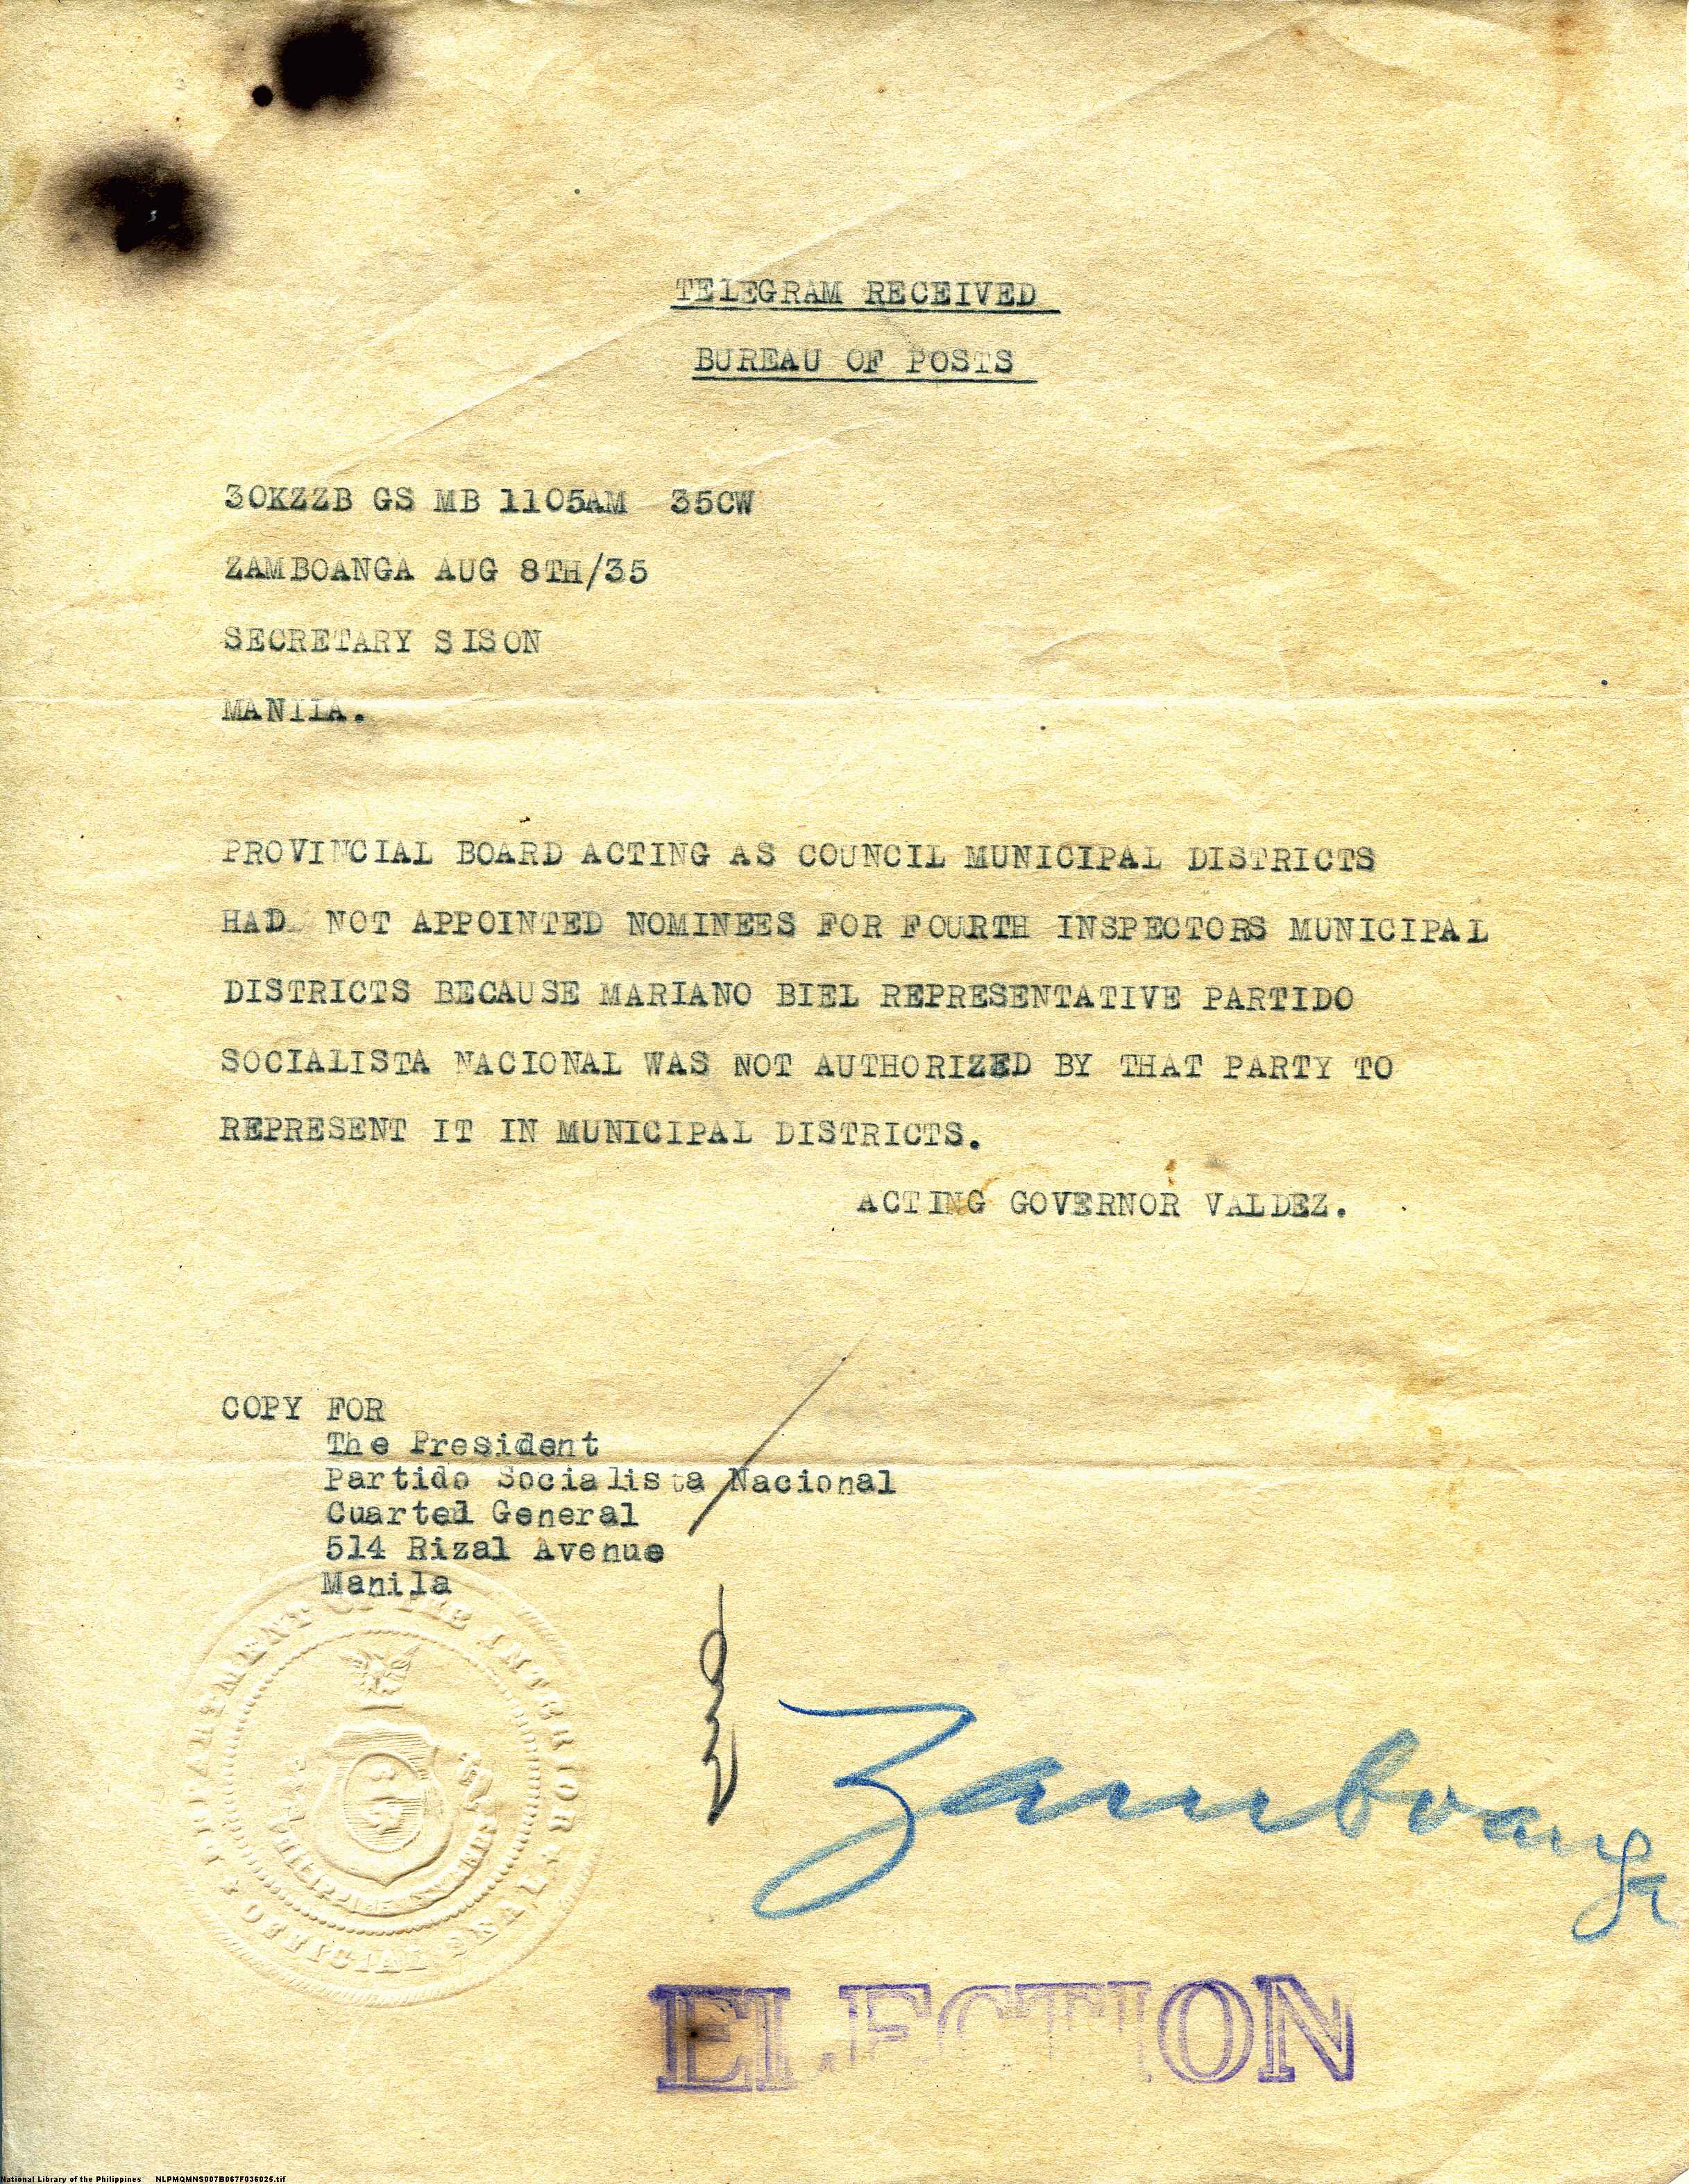 TELEGRAM RECEIVED
BUREAU OF POSTS
30KZZB GS MB 1105AM 35CW
ZAMBOANGA AUG 8TH/35
SECRETARY SISON
MANILA.
PROVINCIAL BOARD ACTING AS COUNCIL MUNICIPAL DISTRICTS
HAD NOT APPOINTED NOMINEES FOR FOURTH INSPECTORS MUNICIPAL
DISTRICTS BECAUSE MARIANO BIEL REPRESENTATIVE PARTIDO
SOCIALISTA NACIONAL WAS NOT AUTHORIZED BY THAT PARTY TO
REPRESENT IT IN MUNICIPAL DISTRICTS.
ACTING GOVERNOR VALDEZ.
COPY FOR
The President
Partido Socialista Nacional
Cuartel General
514 Rizal Avenue
Manila
DEPARTMENT OF THE INTERIOR
PHILIPPINE ISLANDS
OFFICIAL SEAL
Zamboanga
ELECTION
National Library of the Philippines NLPMQMNS007B067F036025.tif